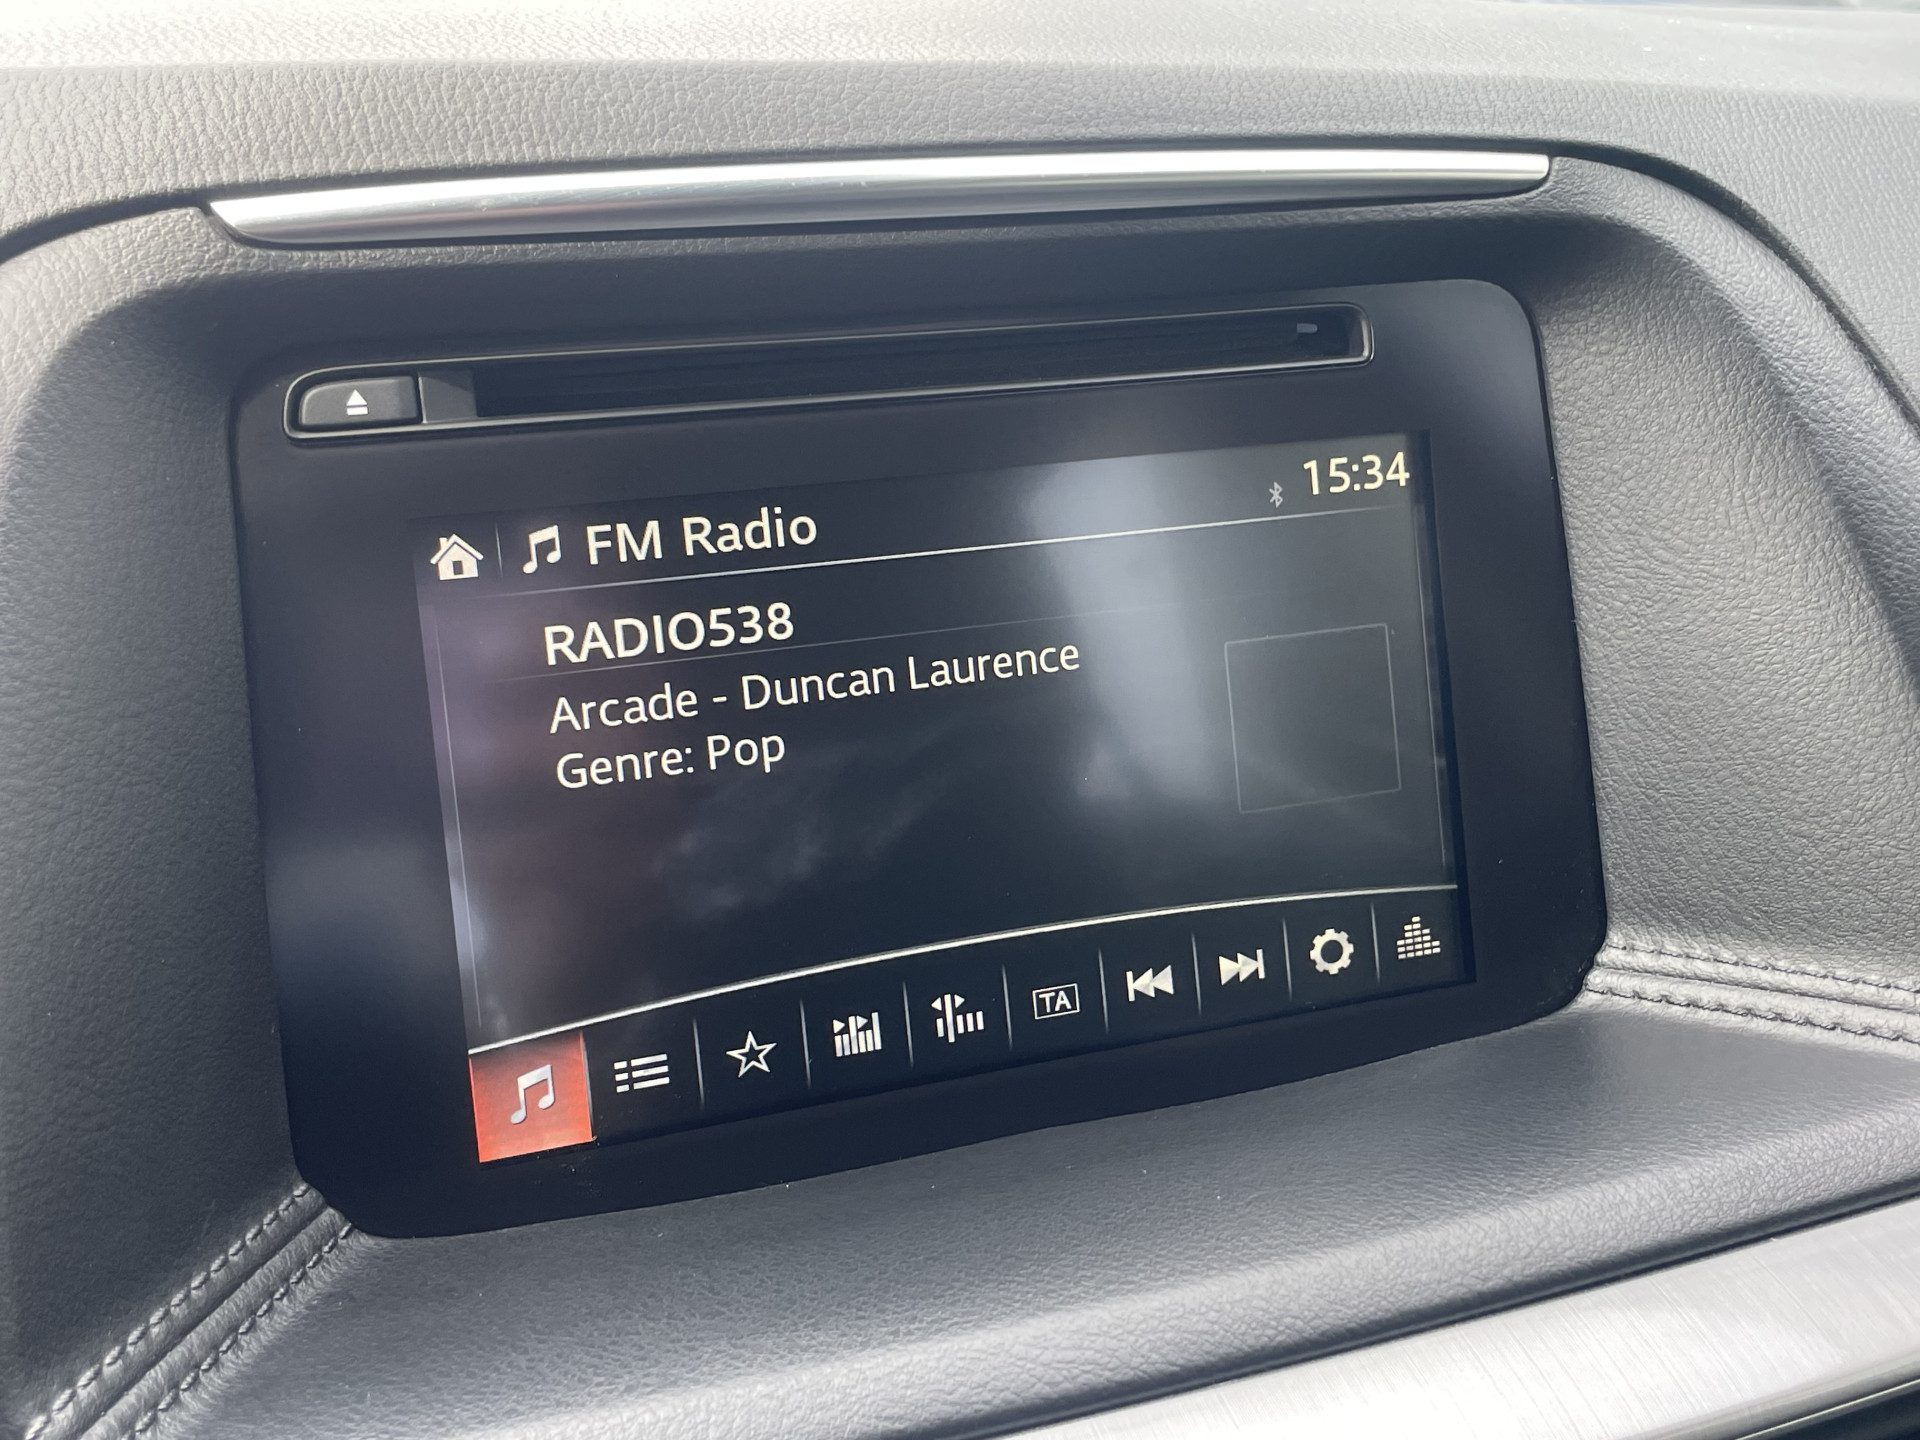 FM Radio
15:34
RADIO538
Arcade - Duncan Laurence
Genre: Pop
TA